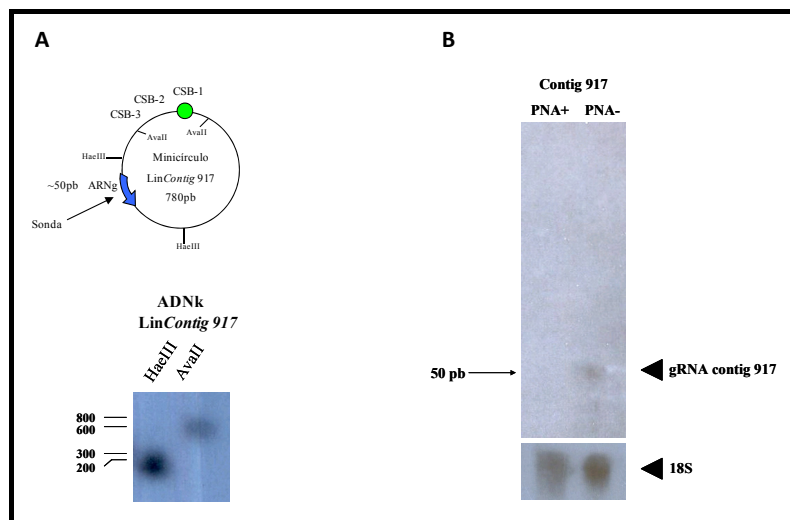 A
CSB-1
CSB-2
CSB-3
AvaII
AvaII
HaeIII
Minicírculo
LinContig 917
780pb
~50pb
ARNg
Sonda
HaeIII
ADNk
LinContig 917
HaeIII
AvaII
800
600
300
200
B
Contig 917
PNA+ PNA-
50 pb
gRNA contig 917
18S